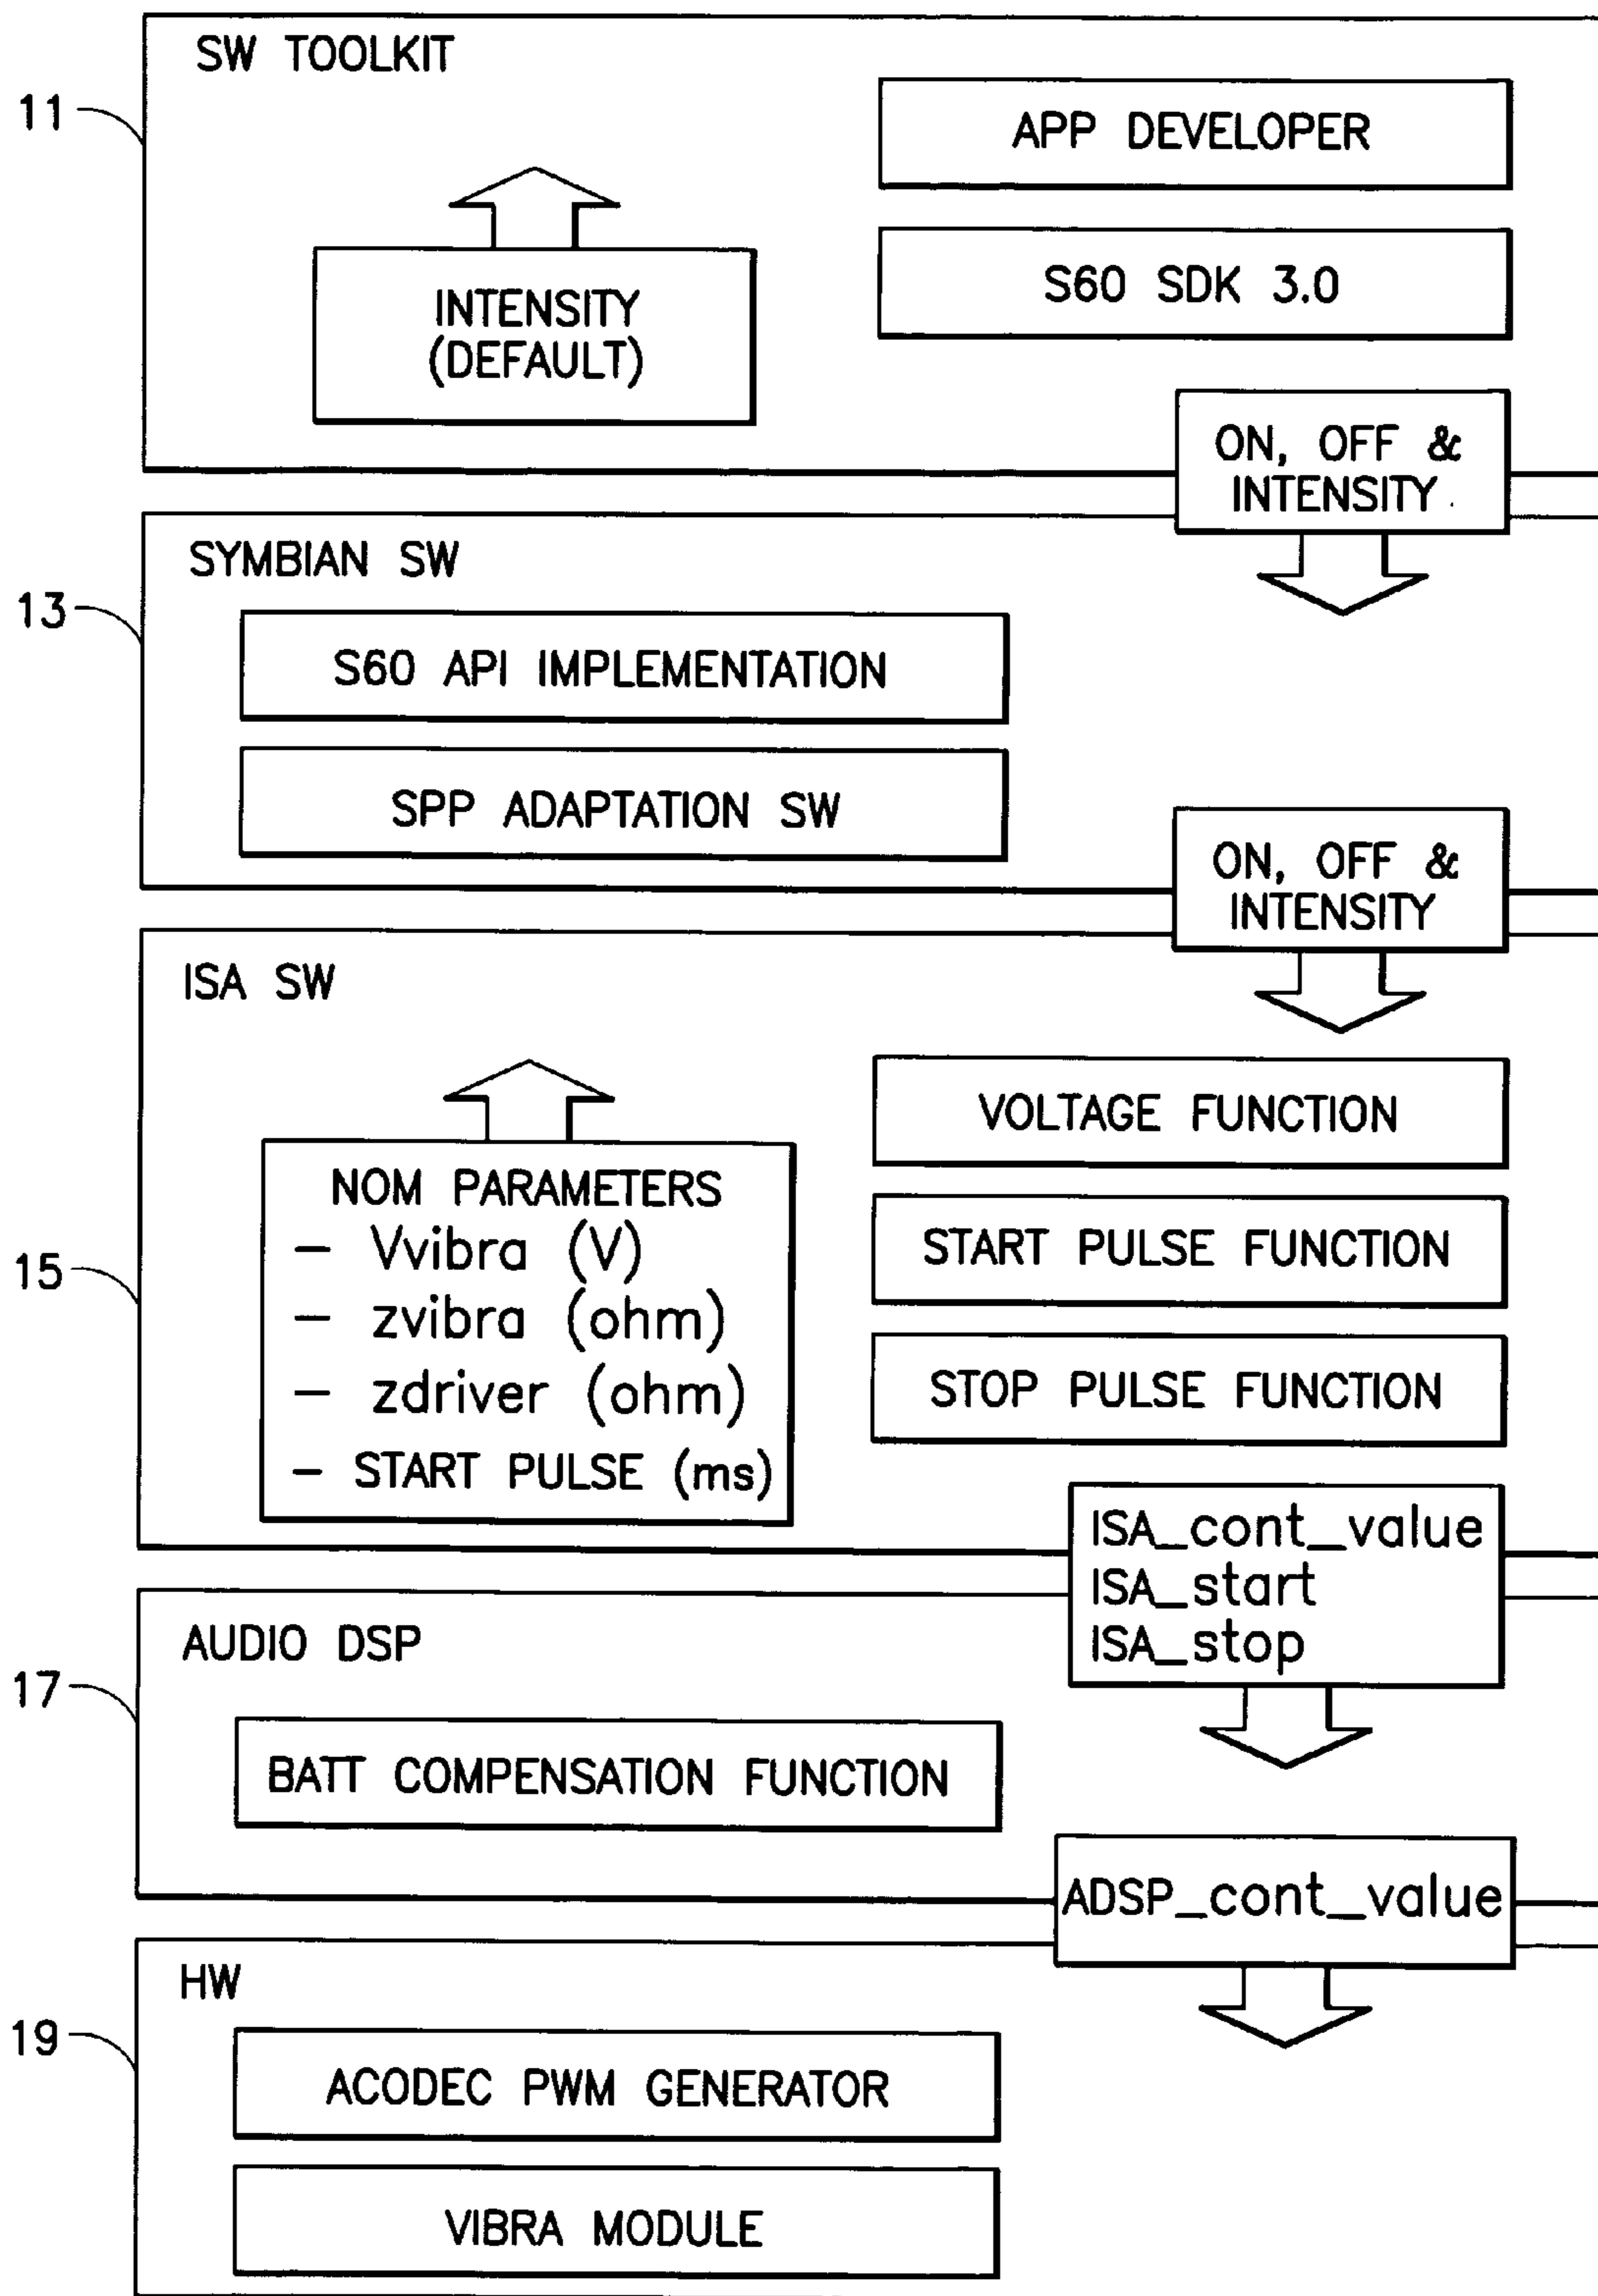 SW TOOLKIT
11
APP DEVELOPER
S60 SDK 3.0
INTENSITY
(DEFAULT)
ON, OFF &
INTENSITY
SYMBIAN SW
13
S60 API IMPLEMENTATION
SPP ADAPTATION SW
ON, OFF &
INTENSITY
ISA SW
15
NOM PARAMETERS
– Vvibra (V)
– zvibra (ohm)
– zdriver (ohm)
– START PULSE (ms)
VOLTAGE FUNCTION
START PULSE FUNCTION
STOP PULSE FUNCTION
ISA_cont_value
ISA_start
ISA_stop
AUDIO DSP
17
BATT COMPENSATION FUNCTION
ADSP_cont_value
HW
19
ACODEC PWM GENERATOR
VIBRA MODULE